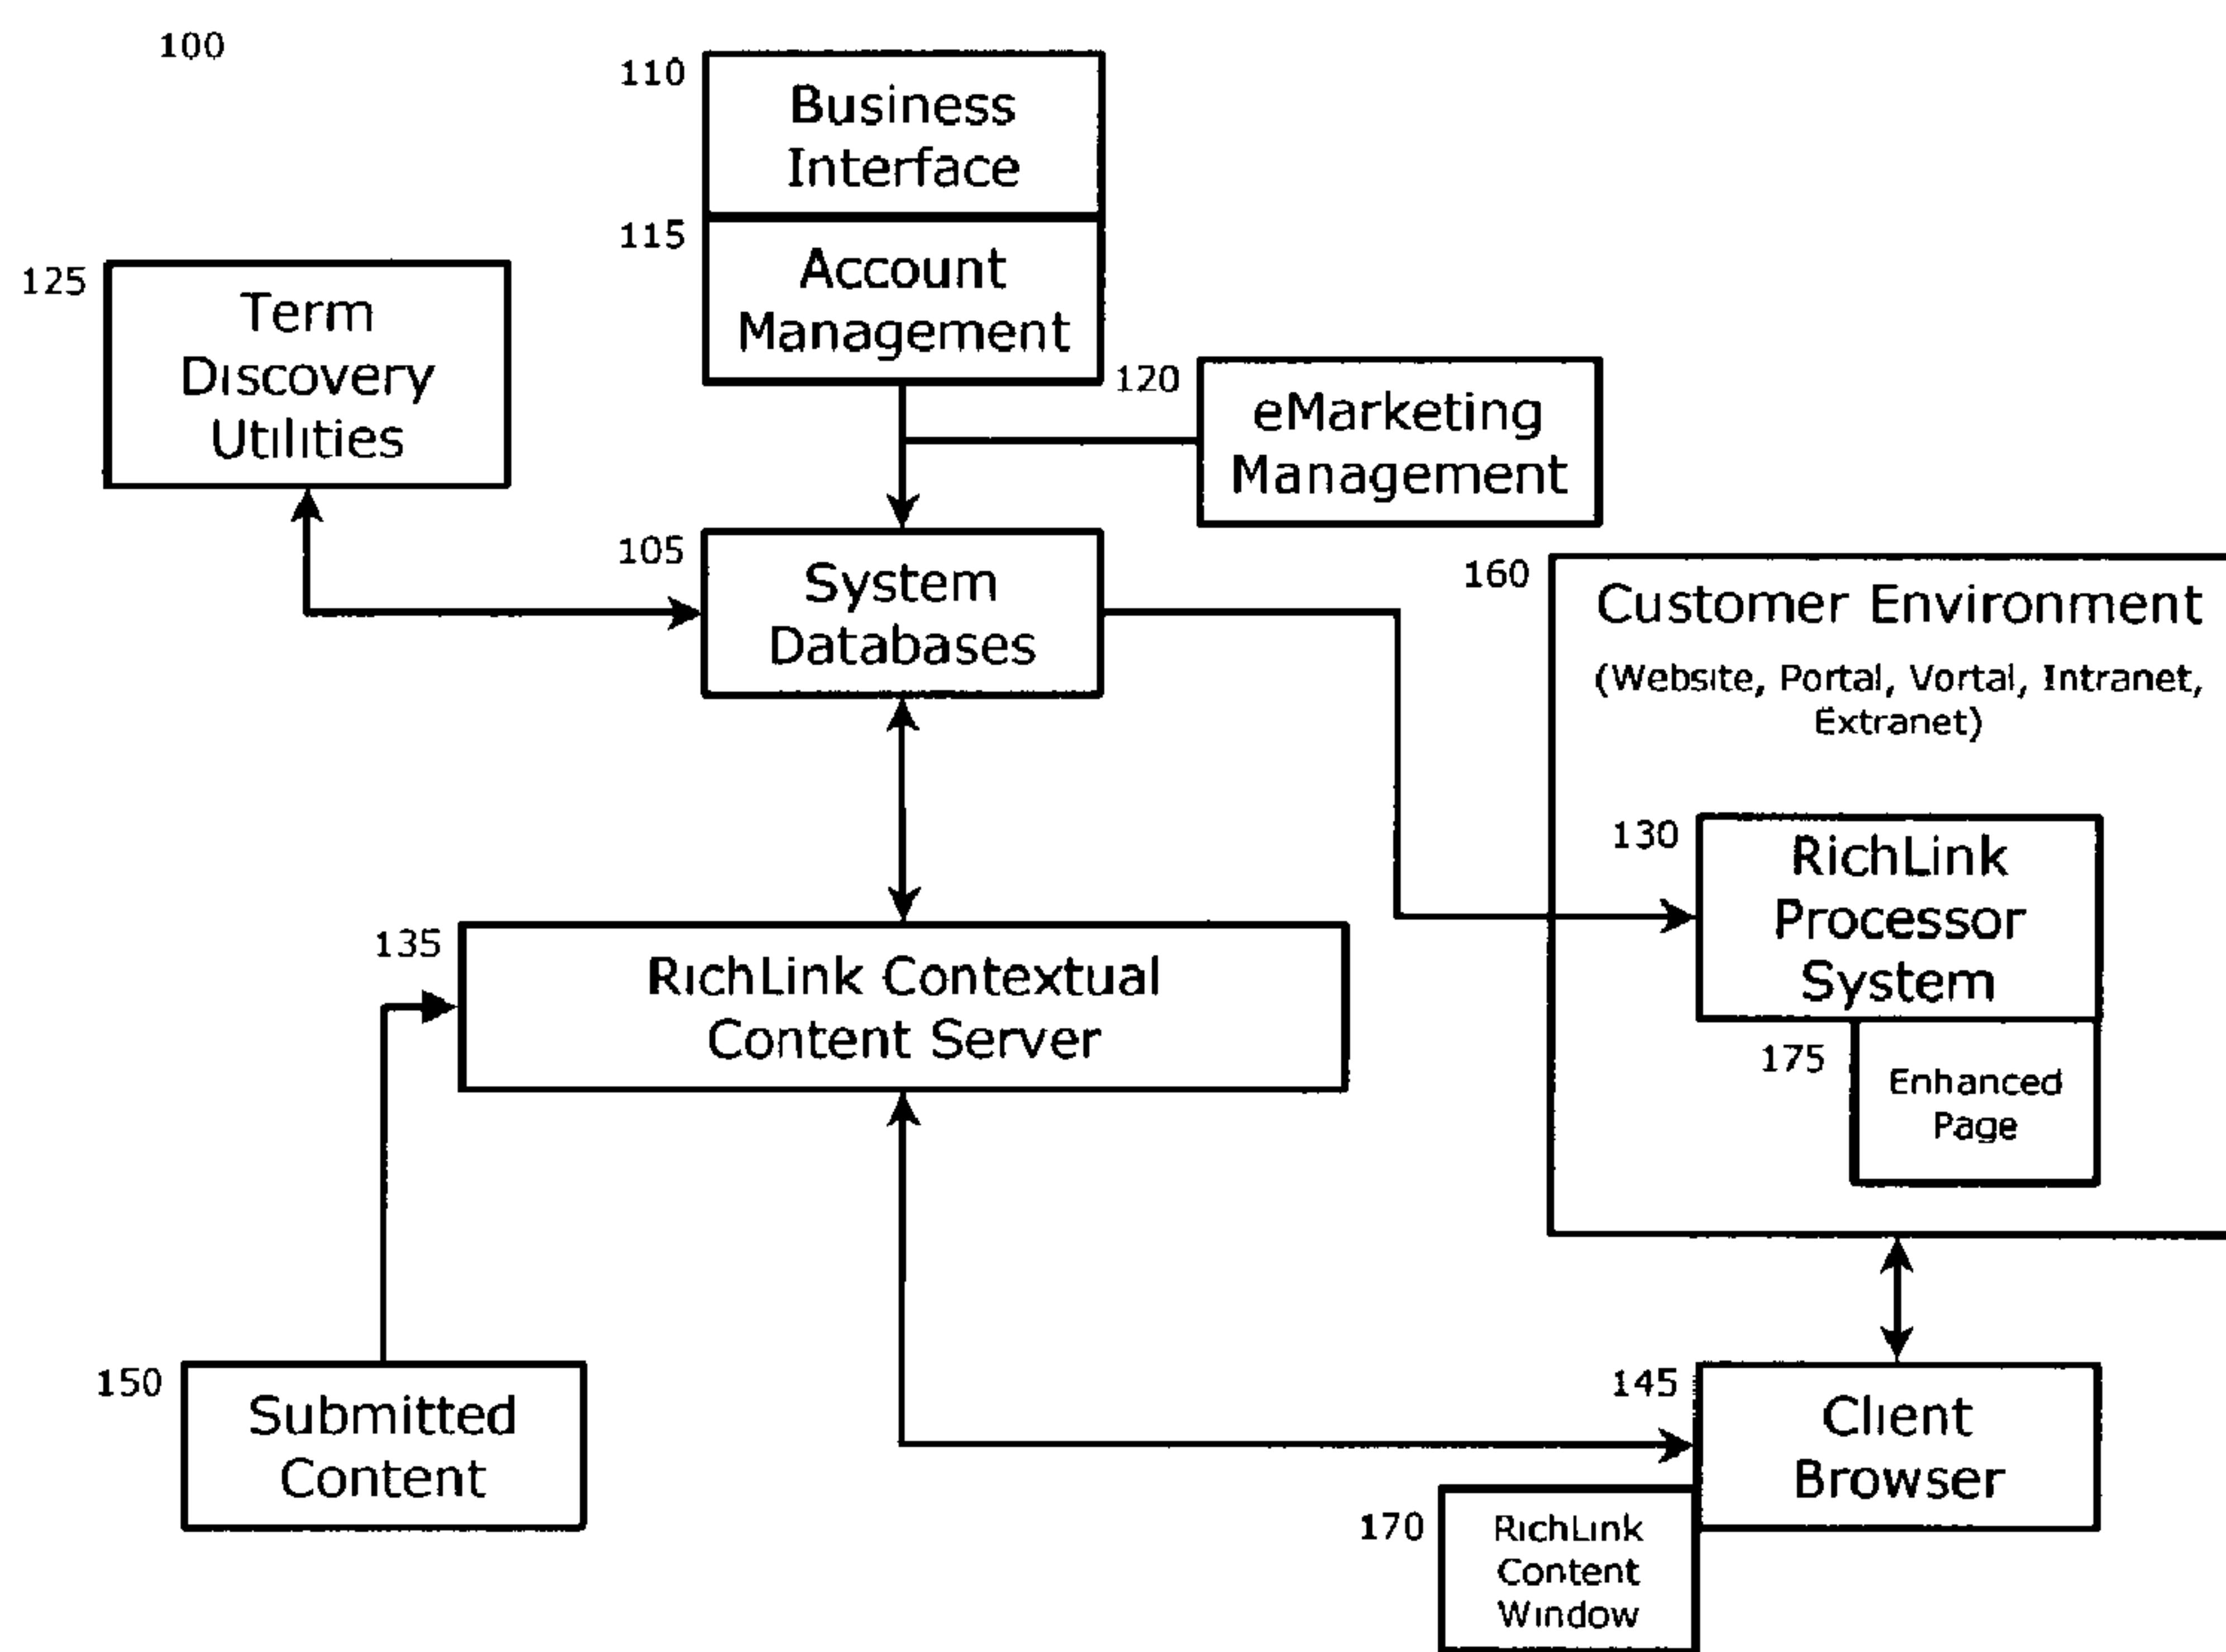 100
110
Business
Interface
115
Account
Management
125
Term
Discovery
Utilities
120
eMarketing
Management
105
System
Databases
160
Customer Environment
(Website, Portal, Vortal, Intranet,
Extranet)
130
RichLink
Processor
System
135
RichLink Contextual
Content Server
175
Enhanced
Page
150
Submitted
Content
145
Client
Browser
170
RichLink
Content
Window